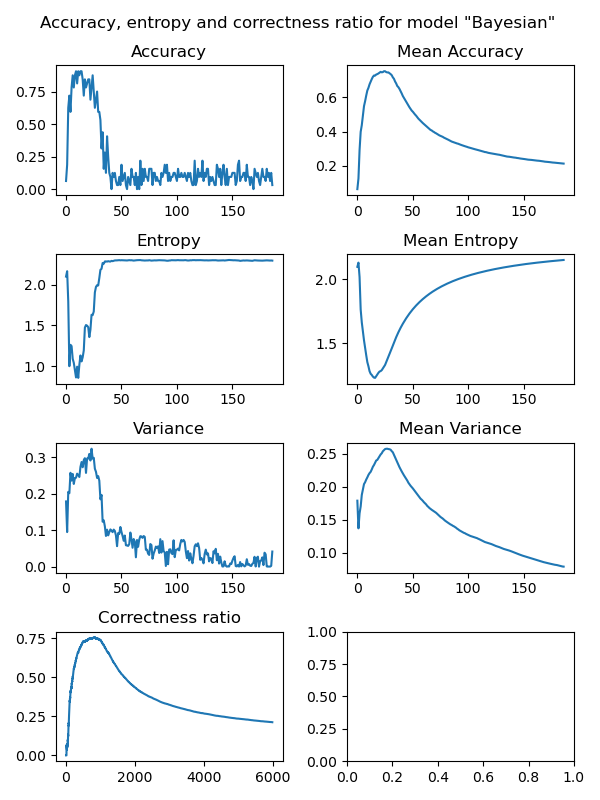 Accuracy, entropy and correctness ratio for model "Bayesian"
Accuracy
Mean Accuracy
0.75
0.50
0.25
0.00
0 50 100 150
0.6
0.4
0.2
0 50 100 150
Entropy
Mean Entropy
2.0
1.5
1.0
0 50 100 150
2.0
1.5
0 50 100 150
Variance
Mean Variance
0.3
0.2
0.1
0.0
0 50 100 150
0.25
0.20
0.15
0.10
0 50 100 150
Correctness ratio
0.75
0.50
0.25
0.00
0 2000 4000 6000
1.00
0.75
0.50
0.25
0.00
0.0 0.2 0.4 0.6 0.8 1.0